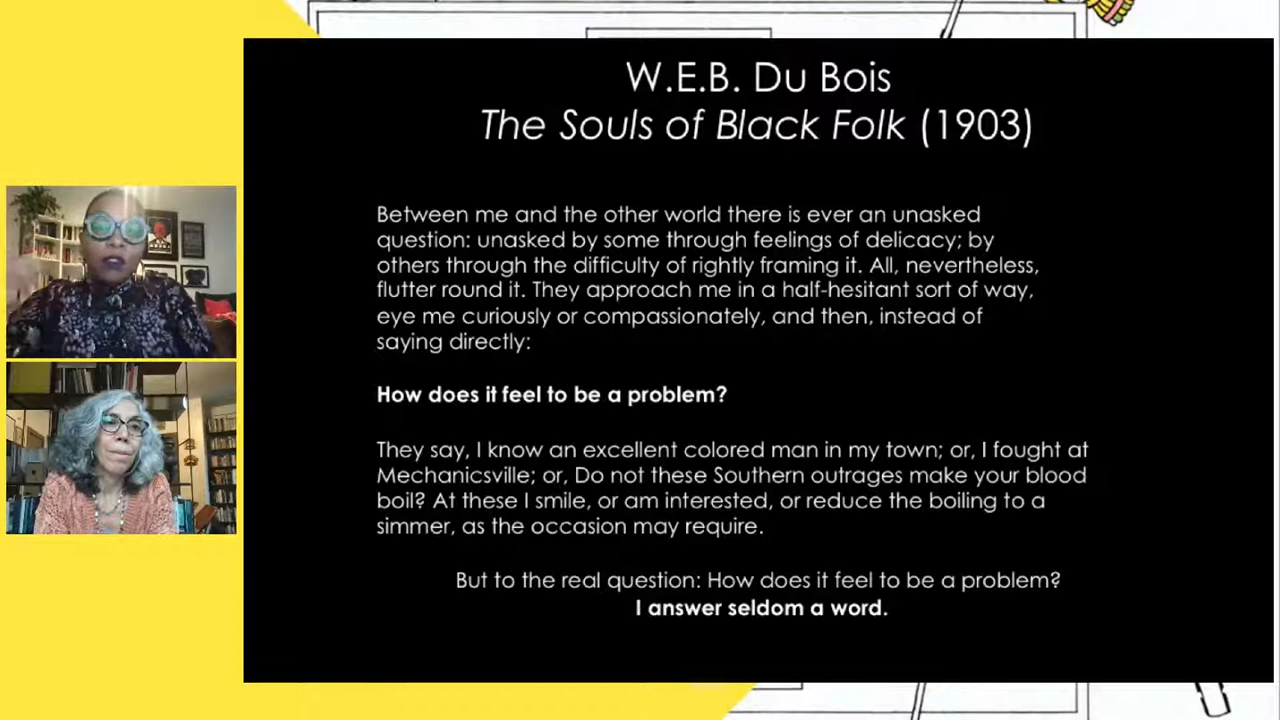 W.E.B. Du Bois
The Souls of Black Folk (1903)
Between me and the other world there is ever an unasked
question: unasked by some through feelings of delicacy; by
others through the difficulty of rightly framing it. All, nevertheless,
flutter round it. They approach me in a half-hesitant sort of way,
eye me curiously or compassionately, and then, instead of
saying directly:
How does it feel to be a problem?
They say, I know an excellent colored man in my town; or, I fought at
Mechanicsville; or, Do not these Southern outrages make your blood
boil? At these I smile, or am interested, or reduce the boiling to a
simmer, as the occasion may require.
But to the real question: How does it feel to be a problem?
I answer seldom a word.